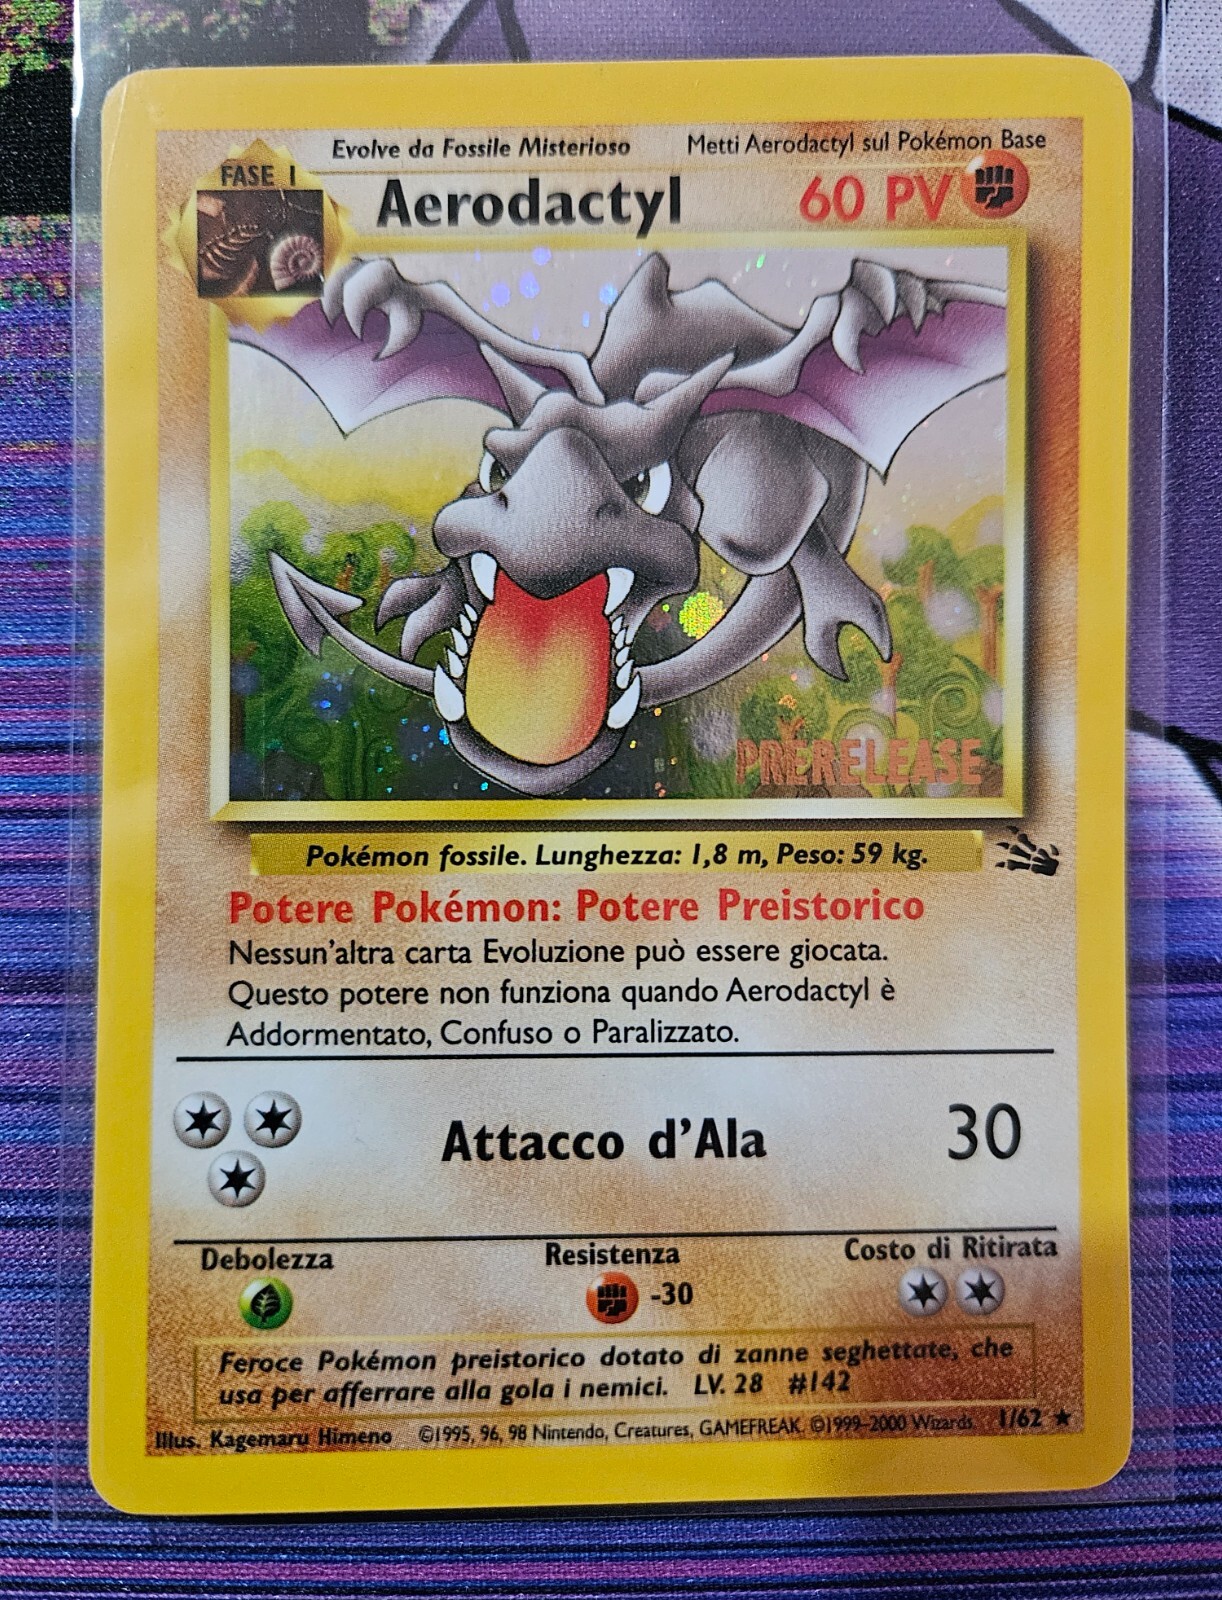 Evolve da Fossile Misterioso
Metti Aerodactyl sul Pokémon Base
FASE 1
Aerodactyl
60 PV
PRERELEASE
Pokémon fossile. Lunghezza: 1,8 m, Peso: 59 kg.
Potere Pokémon: Potere Preistorico
Nessun'altra carta Evoluzione può essere giocata.
Questo potere non funziona quando Aerodactyl è
Addormentato, Confuso o Paralizzato.
Attacco d'Ala
30
Debolezza
Resistenza
-30
Costo di Ritirata
Feroce Pokémon preistorico dotato di zanne seghettate, che
usa per afferrare alla gola i nemici. LV. 28 #142
Illus. Kagemaru Himeno ©1995, 96, 98 Nintendo, Creatures, GAMEFREAK. ©1999-2000 Wizards. 1/62 ★